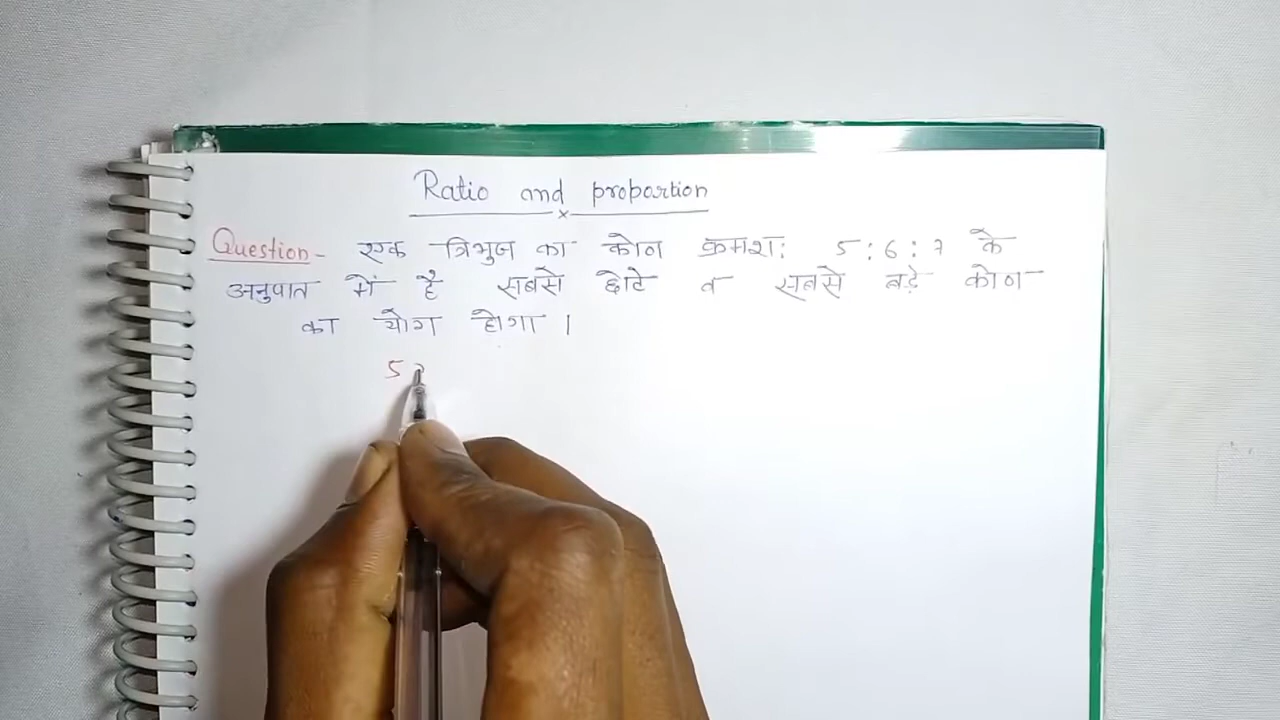 Ratio and proportion
Question - एक त्रिभुज का कोण क्रमशः 5 : 6 : 7 के
अनुपात में है सबसे छोटे व सबसे बड़े कोण
का योग होगा ।
5